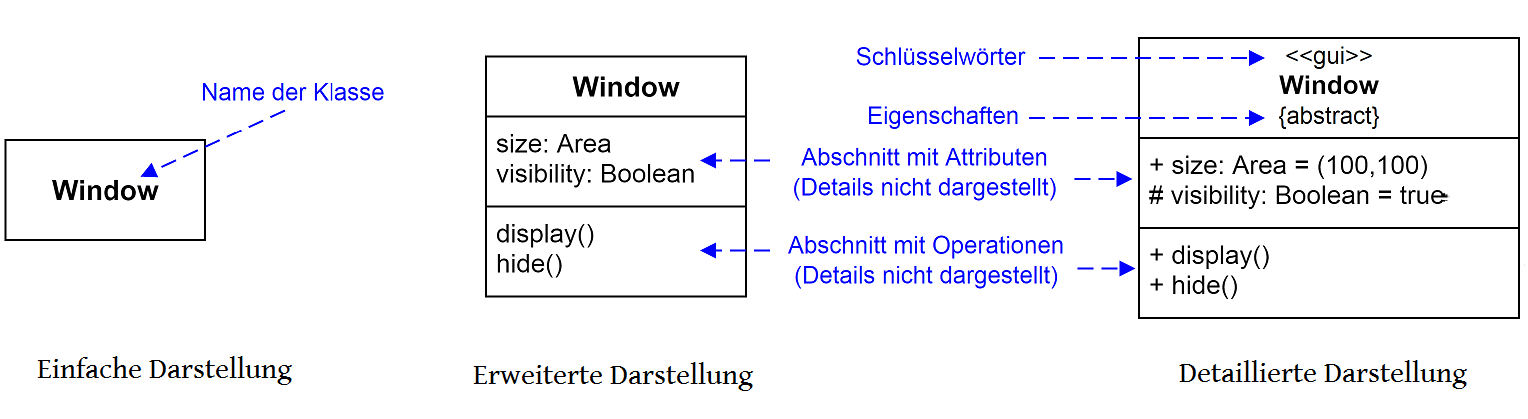 Name der Klasse
Window
Einfache Darstellung
Window
size: Area
visibility: Boolean
display()
hide()
Erweiterte Darstellung
Schlüsselwörter
Eigenschaften
Abschnitt mit Attributen
(Details nicht dargestellt)
Abschnitt mit Operationen
(Details nicht dargestellt)
<<gui>>
Window
{abstract}
+ size: Area = (100,100)
# visibility: Boolean = true
+ display()
+ hide()
Detaillierte Darstellung